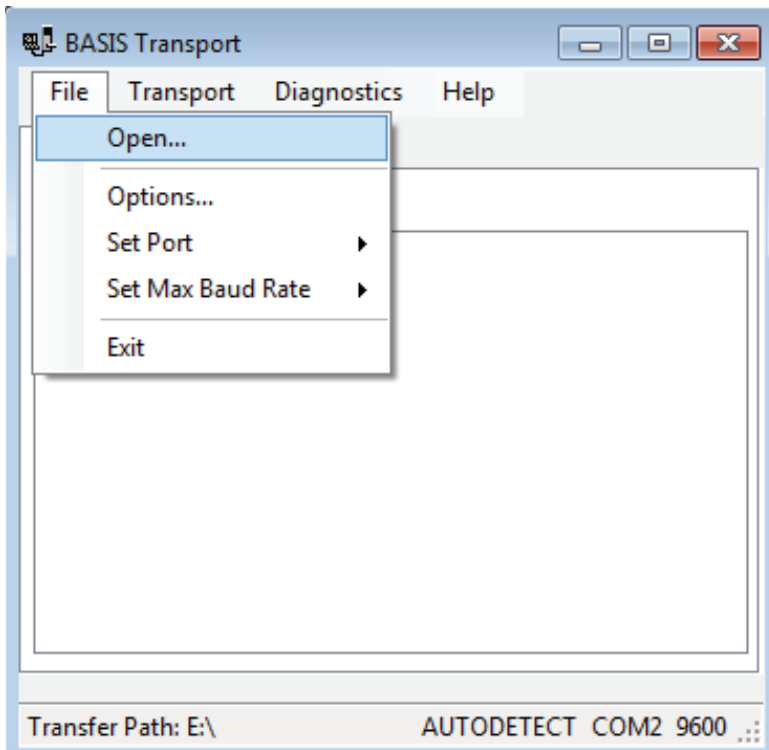 BASIS Transport
File Transport Diagnostics Help
Open...
Options...
Set Port
Set Max Baud Rate
Exit
Transfer Path: E:\ AUTODETECT COM2 9600